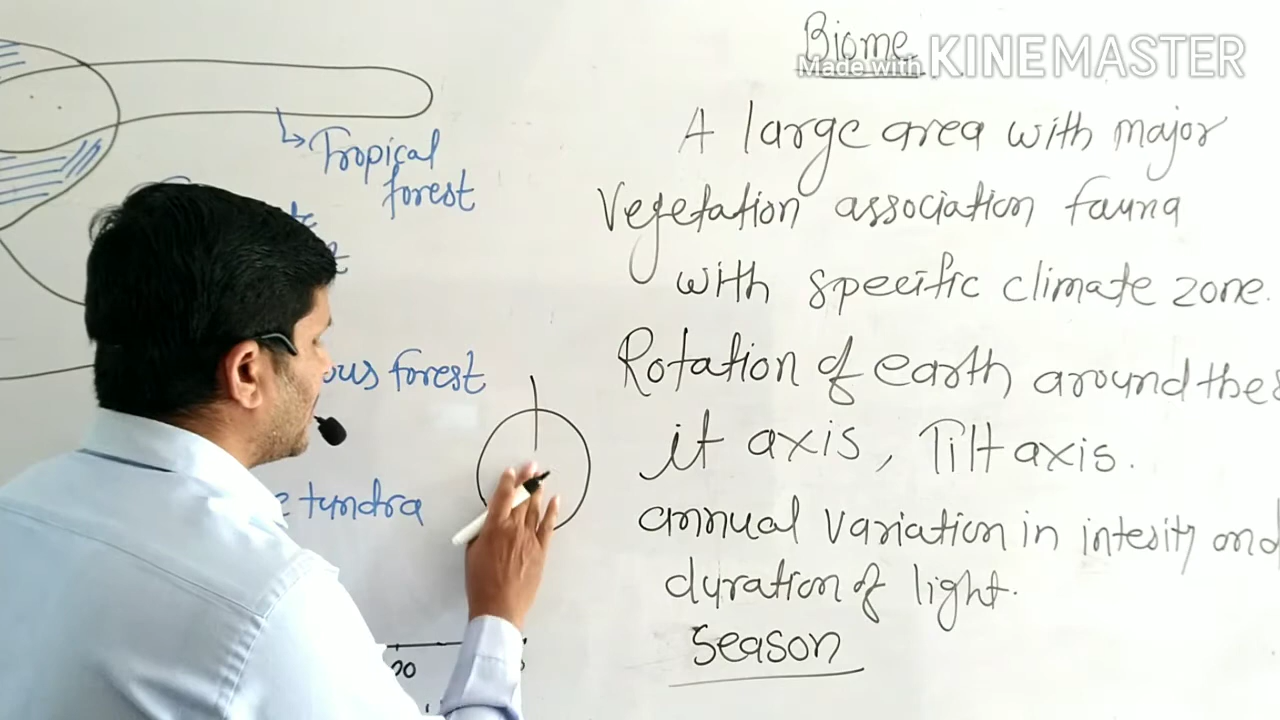 Biome
Made with KINEMASTER
A large area with major
Vegetation association fauna
with specific climate zone.
Rotation of earth around the
it axis, Tilt axis.
annual variation in intesity and
duration of light.
season
Tropical
forest
forest
tundra
20